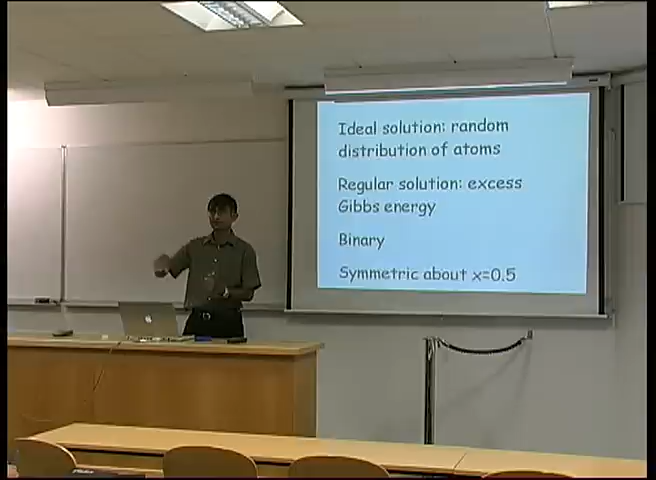 Ideal solution: random
distribution of atoms
Regular solution: excess
Gibbs energy
Binary
Symmetric about x=0.5